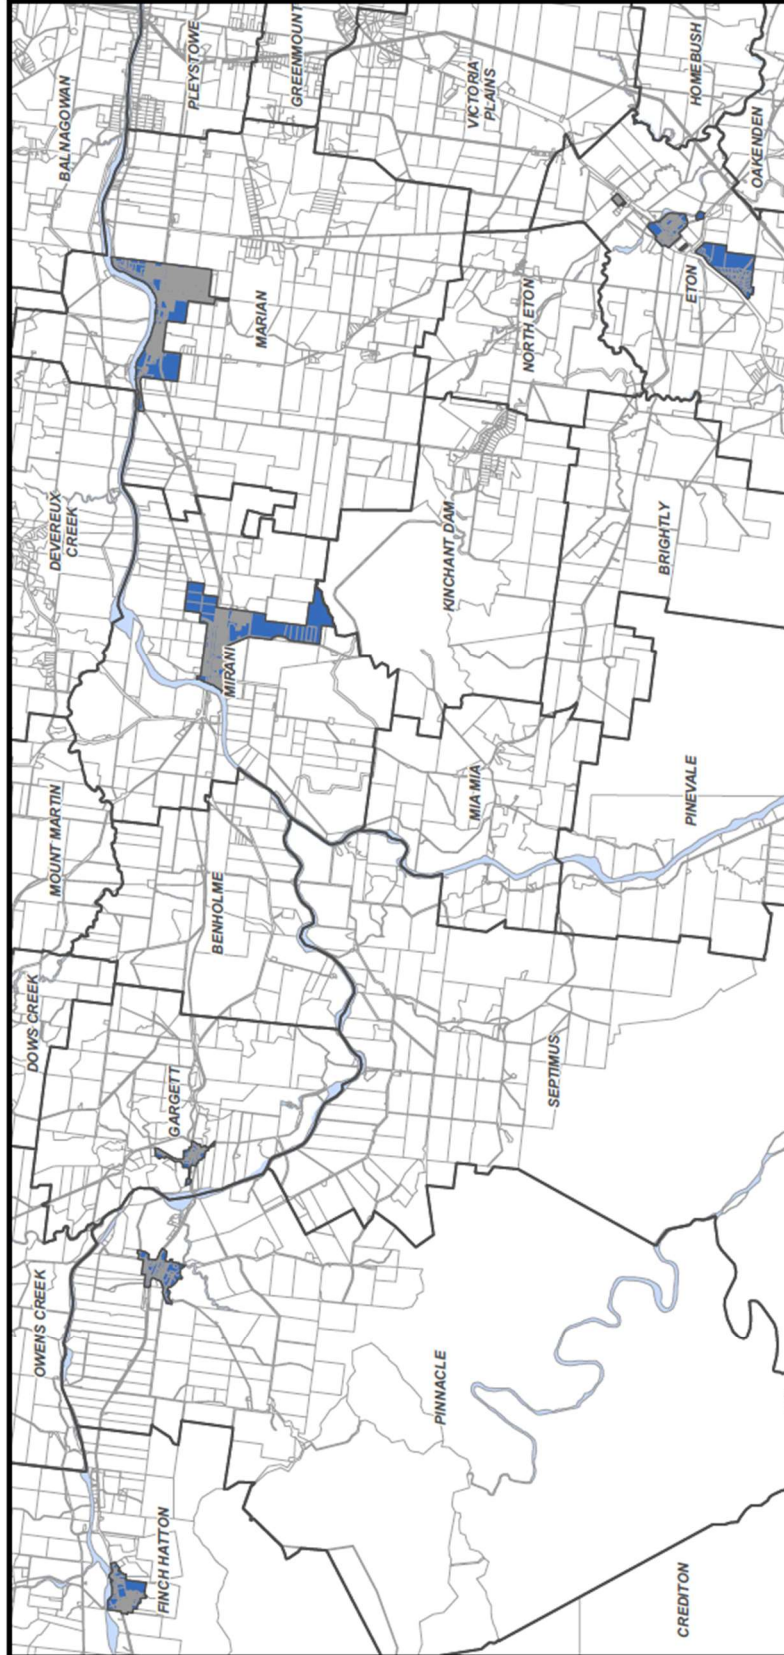 OWENS CREEK
DOWS CREEK
MOUNT MARTIN
DEVEREUX
CREEK
BALNAGOWAN
FINCH HATTON
GARGETT
PLEYSTOWE
BENHOLME
MIRANI
MARIAN
GREENMOUNT
PINNACLE
KINCHANT DAM
MIA MIA
VICTORIA
PLAINS
NORTH ETON
SEPTIMUS
BRIGHTLY
CREDITON
PINEVALE
ETON
HOMEBUSH
OAKENDEN